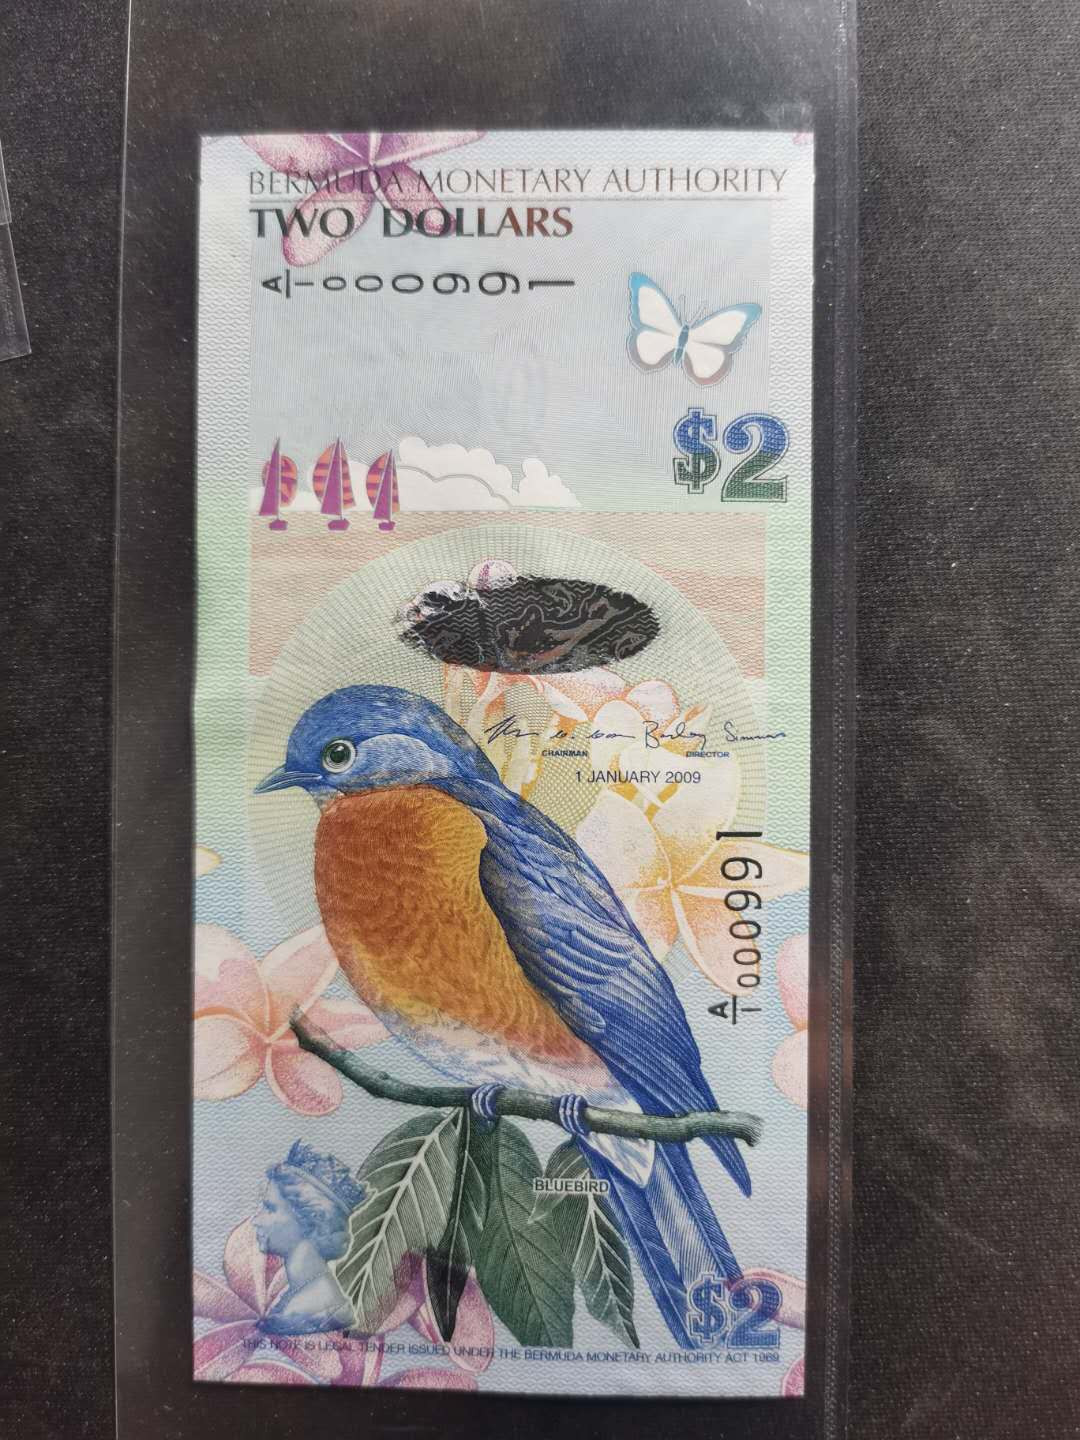 BERMUDA MONETARY AUTHORITY
TWO DOLLARS
A/1 000991
$2
CHAIRMAN
DIRECTOR
1 JANUARY 2009
A/1 000991
BLUEBIRD
$2
THIS NOTE IS LEGAL TENDER ISSUED UNDER THE BERMUDA MONETARY AUTHORITY ACT 1969